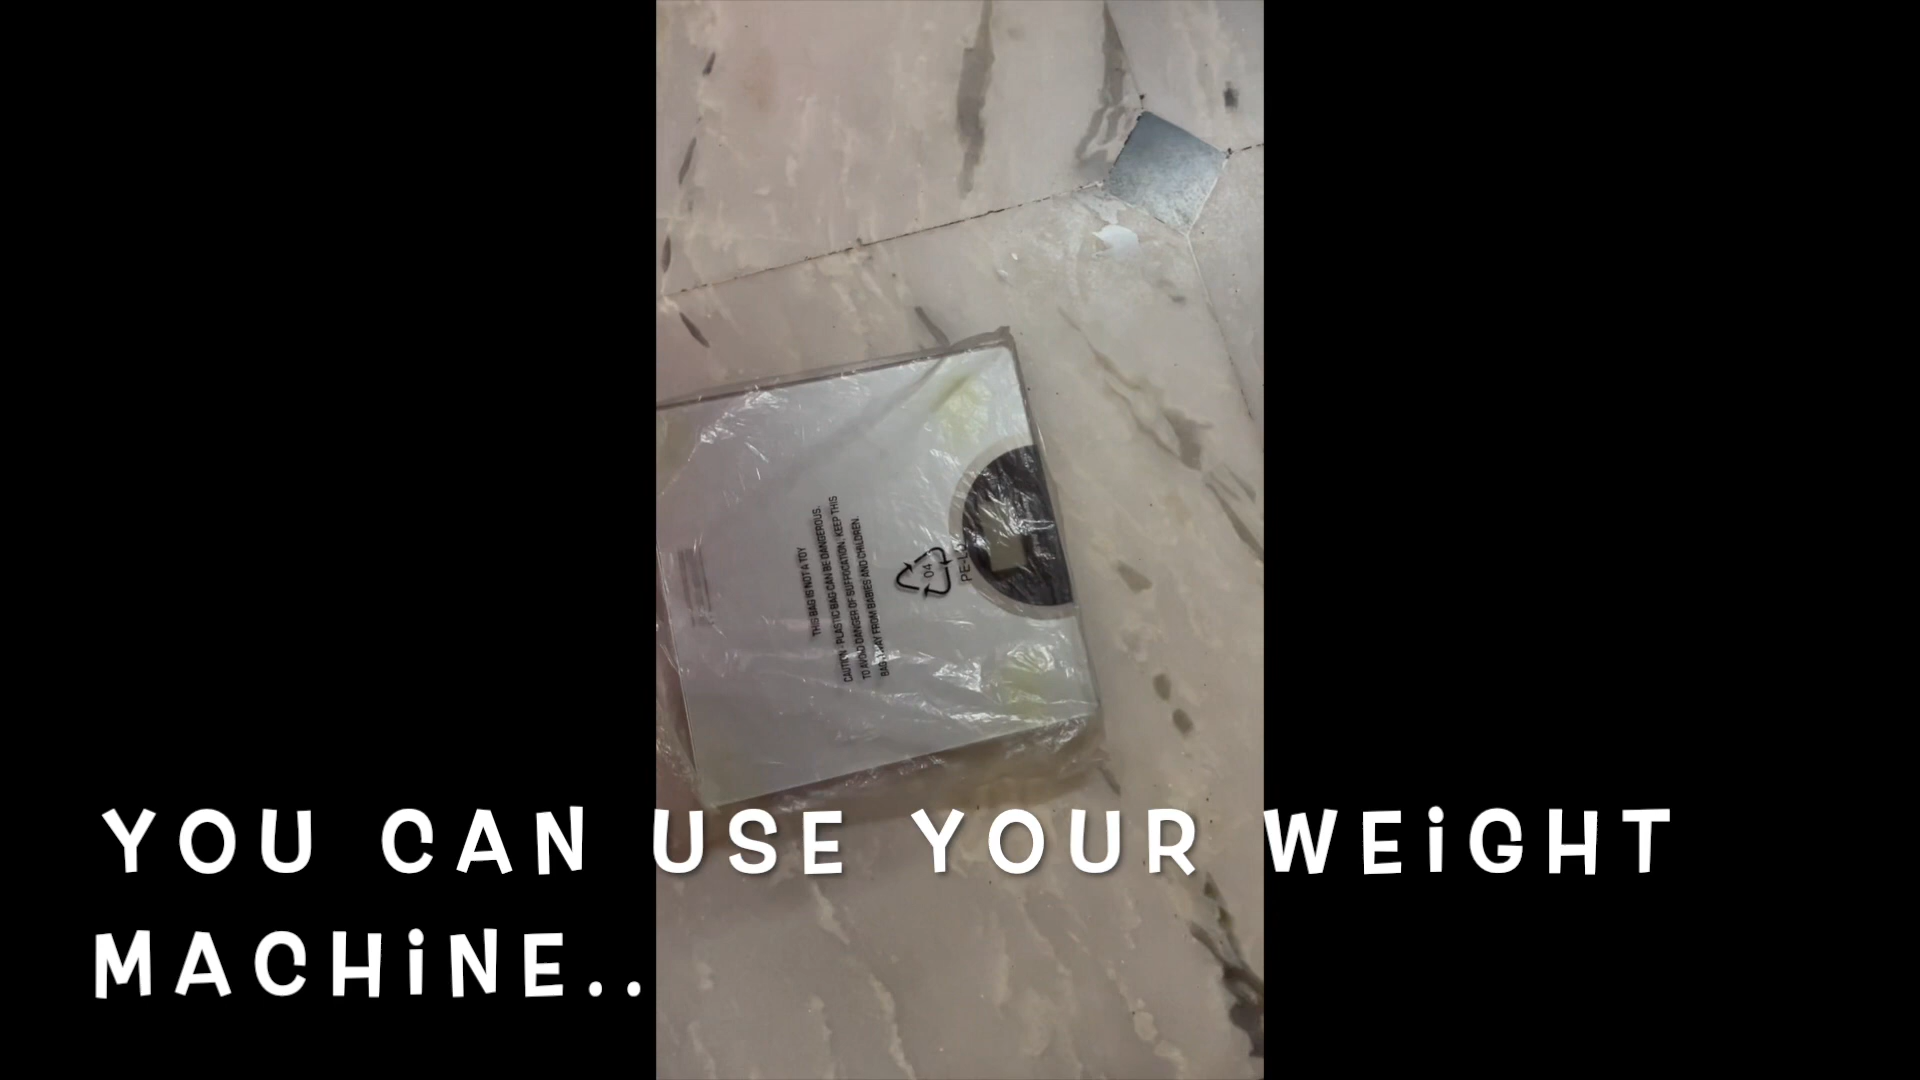 THIS BAG IS NOT A TOY
CAUTION : PLASTIC BAG CAN BE DANGEROUS.
TO AVOID DANGER OF SUFFOCATION, KEEP THIS
BAG AWAY FROM BABIES AND CHILDREN.
04
YOU CAN USE YOUR WEiGHT
MACHiNE..